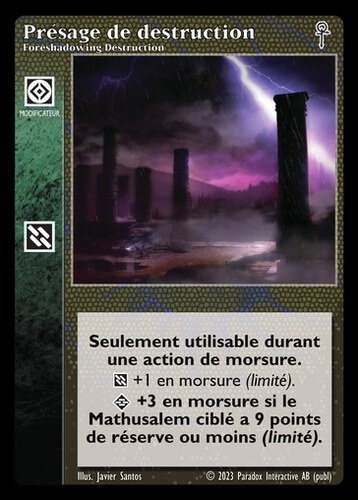 Présage de destruction
Foreshadowing Destruction
MODIFICATEUR
Seulement utilisable durant
une action de morsure.
+1 en morsure (limité).
+3 en morsure si le
Mathusalem ciblé a 9 points
de réserve ou moins (limité).
Illus. Javier Santos
© 2023 Paradox Interactive AB (publ)